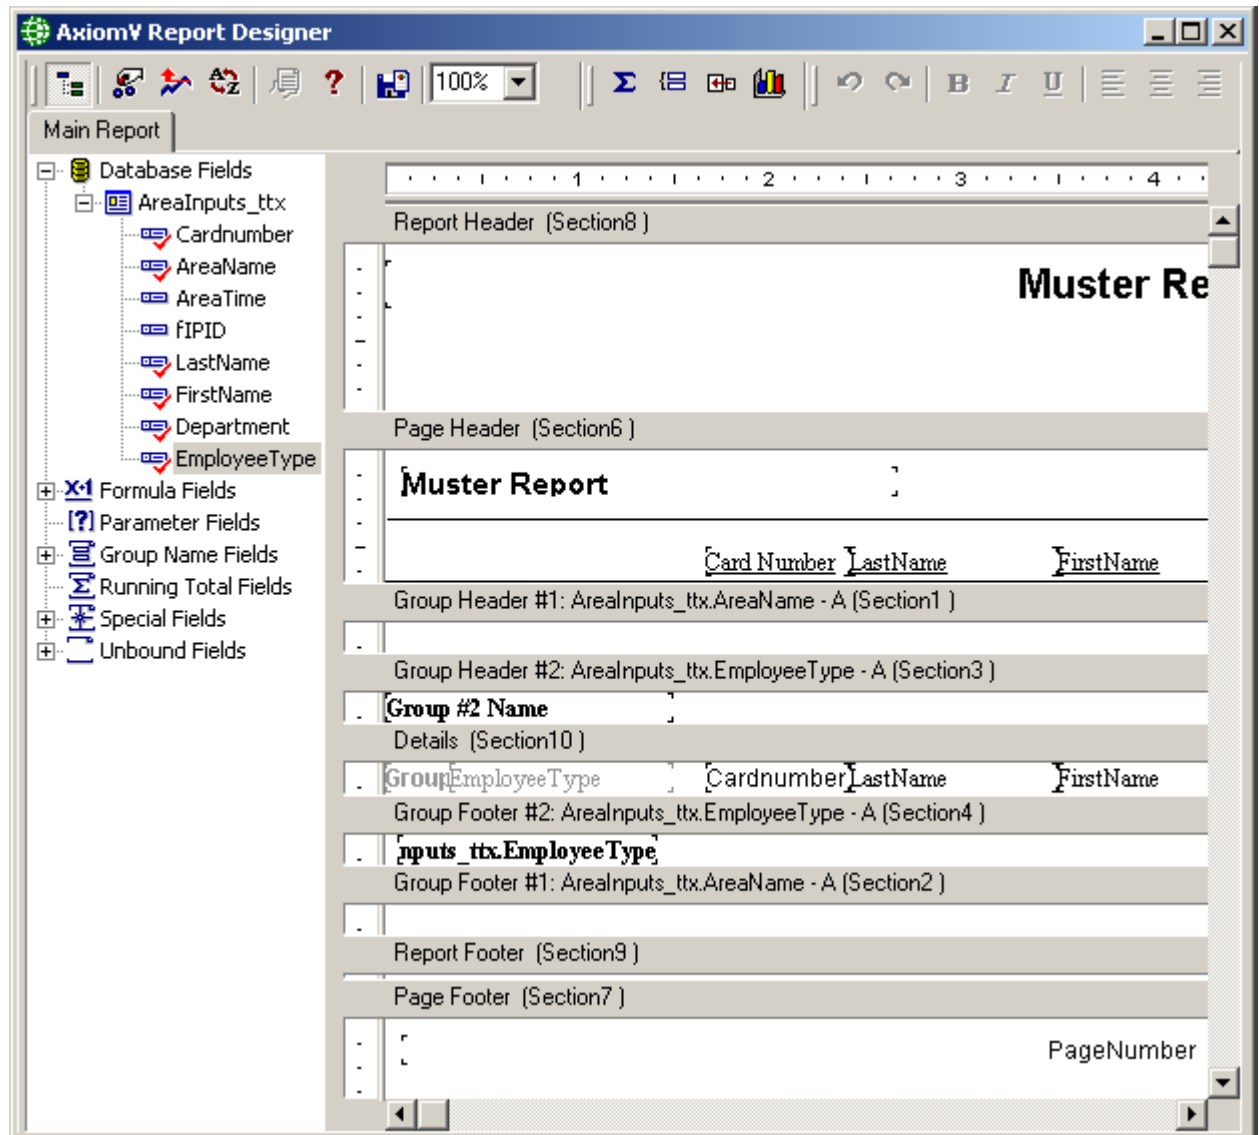 AxiomV Report Designer
100%
Main Report
Database Fields
AreaInputs_ttx
Cardnumber
AreaName
AreaTime
fIPID
LastName
FirstName
Department
EmployeeType
Formula Fields
Parameter Fields
Group Name Fields
Running Total Fields
Special Fields
Unbound Fields
1 2 3 4
Report Header (Section8 )
Muster Re
Page Header (Section6 )
Muster Report
Card Number LastName FirstName
Group Header #1: AreaInputs_ttx.AreaName - A (Section1 )
Group Header #2: AreaInputs_ttx.EmployeeType - A (Section3 )
Group #2 Name
Details (Section10 )
Group EmployeeType Cardnumber LastName FirstName
Group Footer #2: AreaInputs_ttx.EmployeeType - A (Section4 )
nputs_ttx.EmployeeType
Group Footer #1: AreaInputs_ttx.AreaName - A (Section2 )
Report Footer (Section9 )
Page Footer (Section7 )
PageNumber